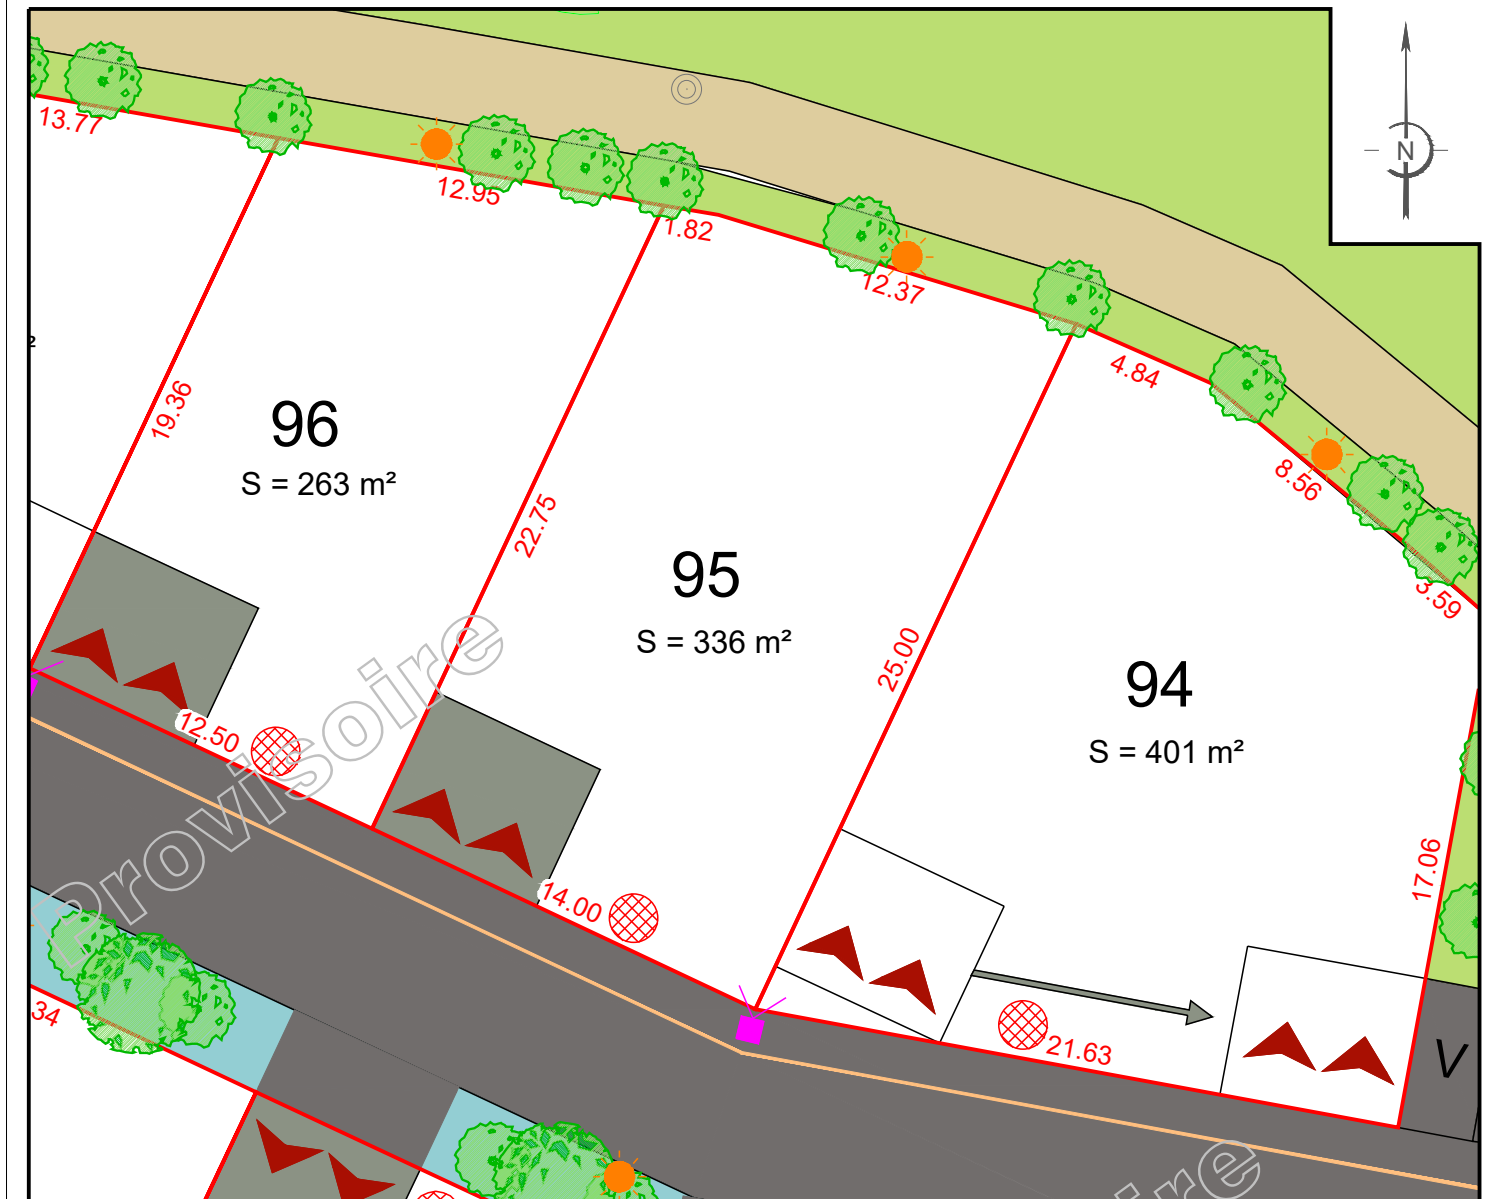 N
13.77
12.95
1.82
12.37
4.84
8.56
3.59
19.36
96
S = 263 m²
22.75
95
S = 336 m²
25.00
94
S = 401 m²
17.06
12.50
14.00
21.63
V
34
²
Provisoire
oire